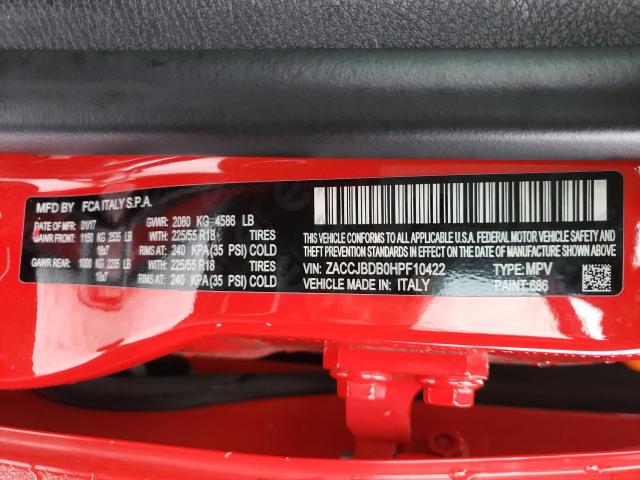 MFD BY FCA ITALY S.P.A.
DATE OF MFR 01/17 GVWR: 2080 KG 4586 LB
GAWR FRONT: 1150 KG 2535 LB WITH: 225/55 R18 TIRES
18x7 RIMS AT: 240 KPA(35 PSI) COLD
GAWR REAR: 1000 KG 2205 LB WITH: 225/55 R18 TIRES
18x7 RIMS AT: 240 KPA(35 PSI) COLD
THIS VEHICLE CONFORMS TO ALL APPLICABLE U.S.A. FEDERAL MOTOR VEHICLE SAFETY AND
THEFT PREVENTION STANDARDS IN EFFECT ON THE DATE OF MANUFACTURE SHOWN ABOVE.
VIN: ZACCJBDB0HPF10422 TYPE: MPV
VEHICLE MADE IN: ITALY PAINT: 686